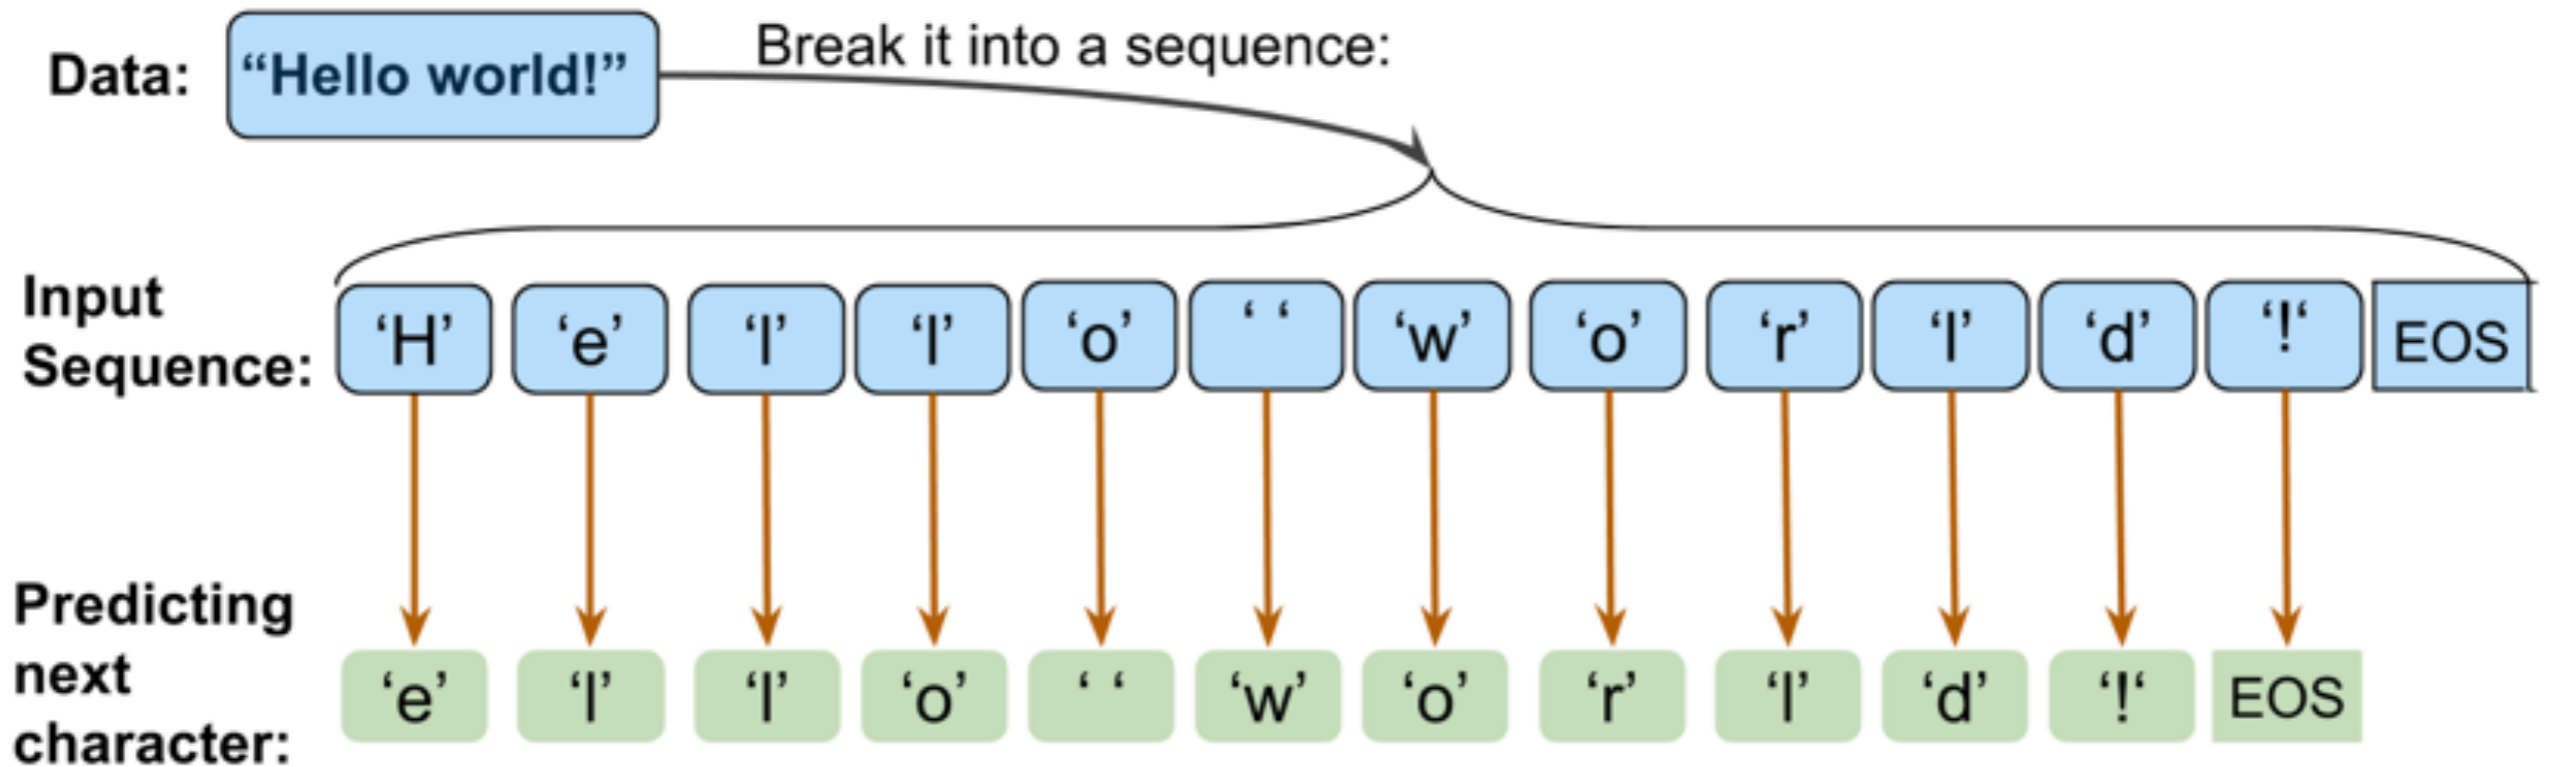 Data: “Hello world!” Break it into a sequence:
Input
Sequence: ‘H’ ‘e’ ‘l’ ‘l’ ‘o’ ‘ ‘ ‘w’ ‘o’ ‘r’ ‘l’ ‘d’ ‘!‘ EOS
Predicting
next
character: ‘e’ ‘l’ ‘l’ ‘o’ ‘ ‘ ‘w’ ‘o’ ‘r’ ‘l’ ‘d’ ‘!‘ EOS